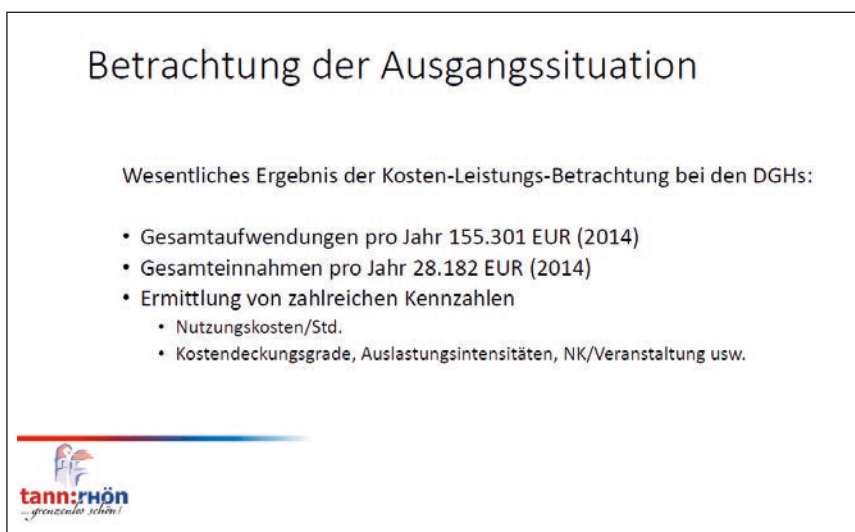 Betrachtung der Ausgangssituation
Wesentliches Ergebnis der Kosten-Leistungs-Betrachtung bei den DGHs:
• Gesamtaufwendungen pro Jahr 155.301 EUR (2014)
• Gesamteinnahmen pro Jahr 28.182 EUR (2014)
• Ermittlung von zahlreichen Kennzahlen
• Nutzungskosten/Std.
• Kostendeckungsgrade, Auslastungsintensitäten, NK/Veranstaltung usw.
tann:rHön
... grenzenlos schön!